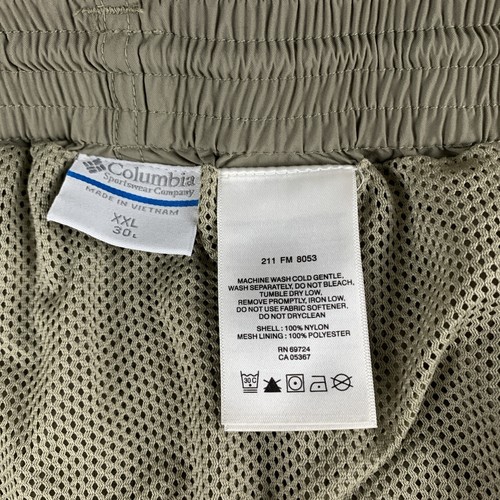 Columbia
Sportswear Company
MADE IN VIETNAM
XXL
30L
211 FM 8053
MACHINE WASH COLD GENTLE,
WASH SEPARATELY, DO NOT BLEACH,
TUMBLE DRY LOW,
REMOVE PROMPTLY, IRON LOW,
DO NOT USE FABRIC SOFTENER.
DO NOT DRYCLEAN
SHELL : 100% NYLON
MESH LINING : 100% POLYESTER
RN 69724
CA 05367
30 C